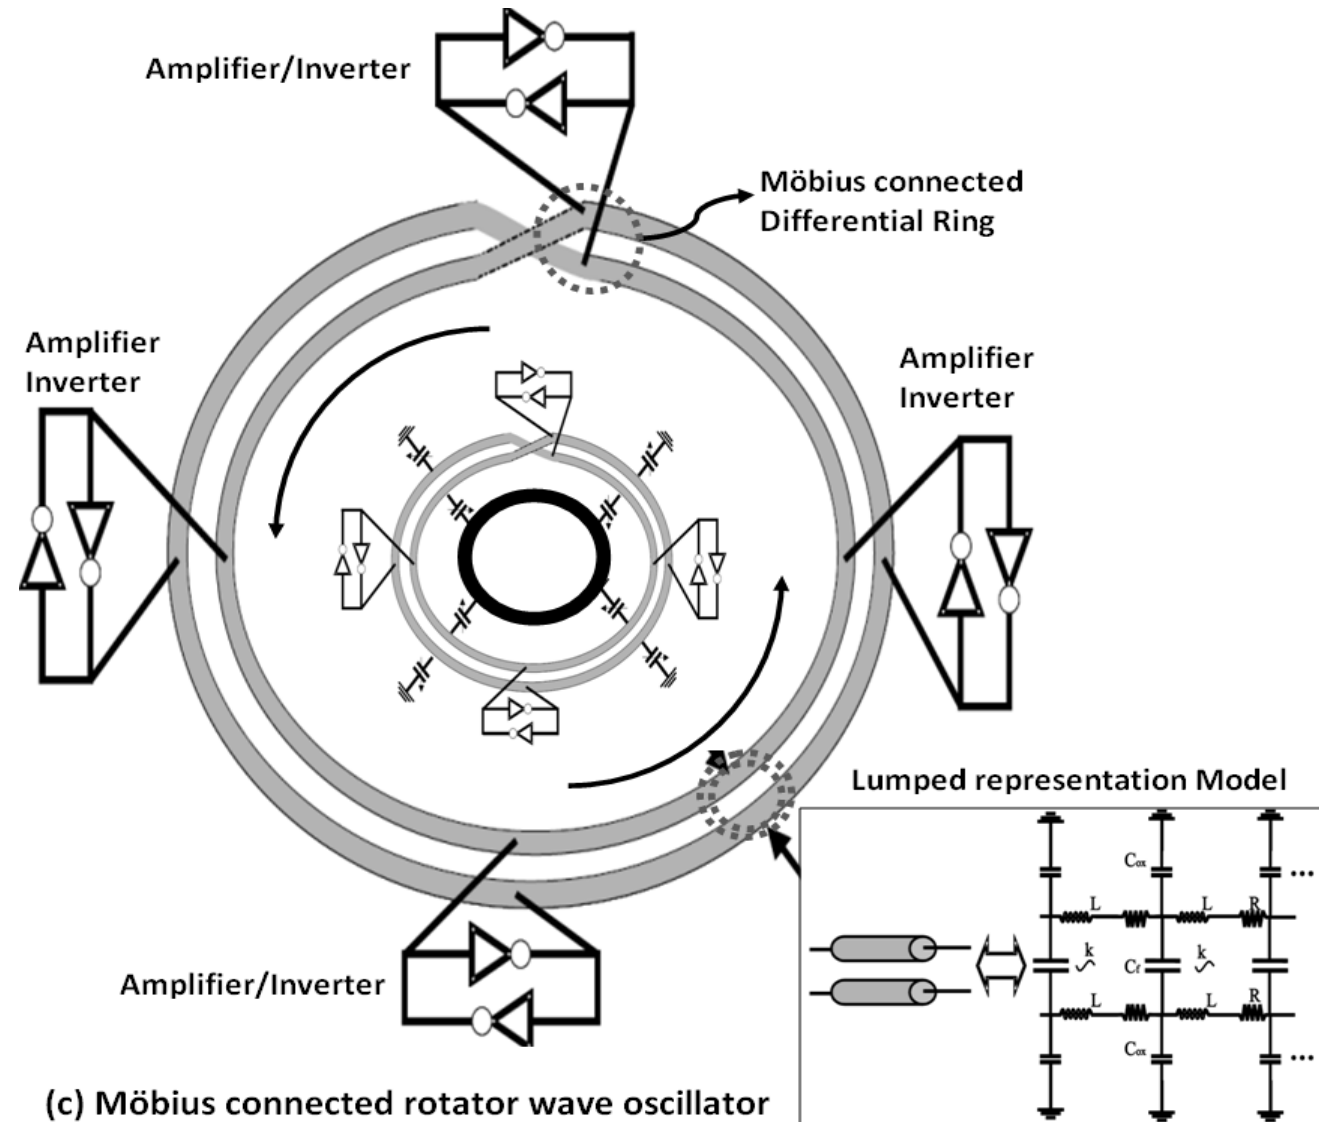 Amplifier/Inverter
Möbius connected
Differential Ring
Amplifier
Inverter
Amplifier
Inverter
Lumped representation Model
Cox
L
L
R
k
Cf
k
L
L
R
Cox
Amplifier/Inverter
(c) Möbius connected rotator wave oscillator